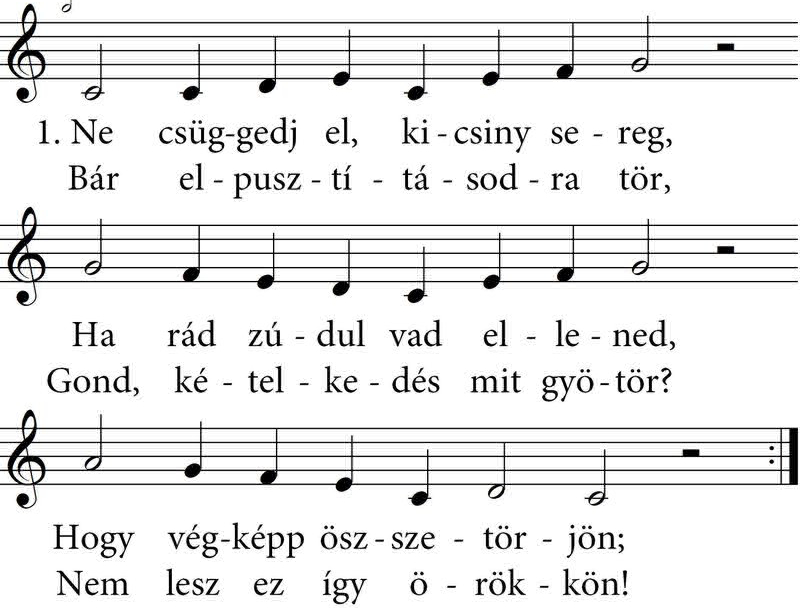 1. Ne csüg-gedj el, ki - csiny se - reg,
Bár el - pusz - tí - tá - sod - ra tör,
Ha rád zú - dul vad el - le - ned,
Gond, ké - tel - ke - dés mit gyö - tör?
Hogy vég-képp ösz - sze - tör - jön;
Nem lesz ez így ö - rök - kön!